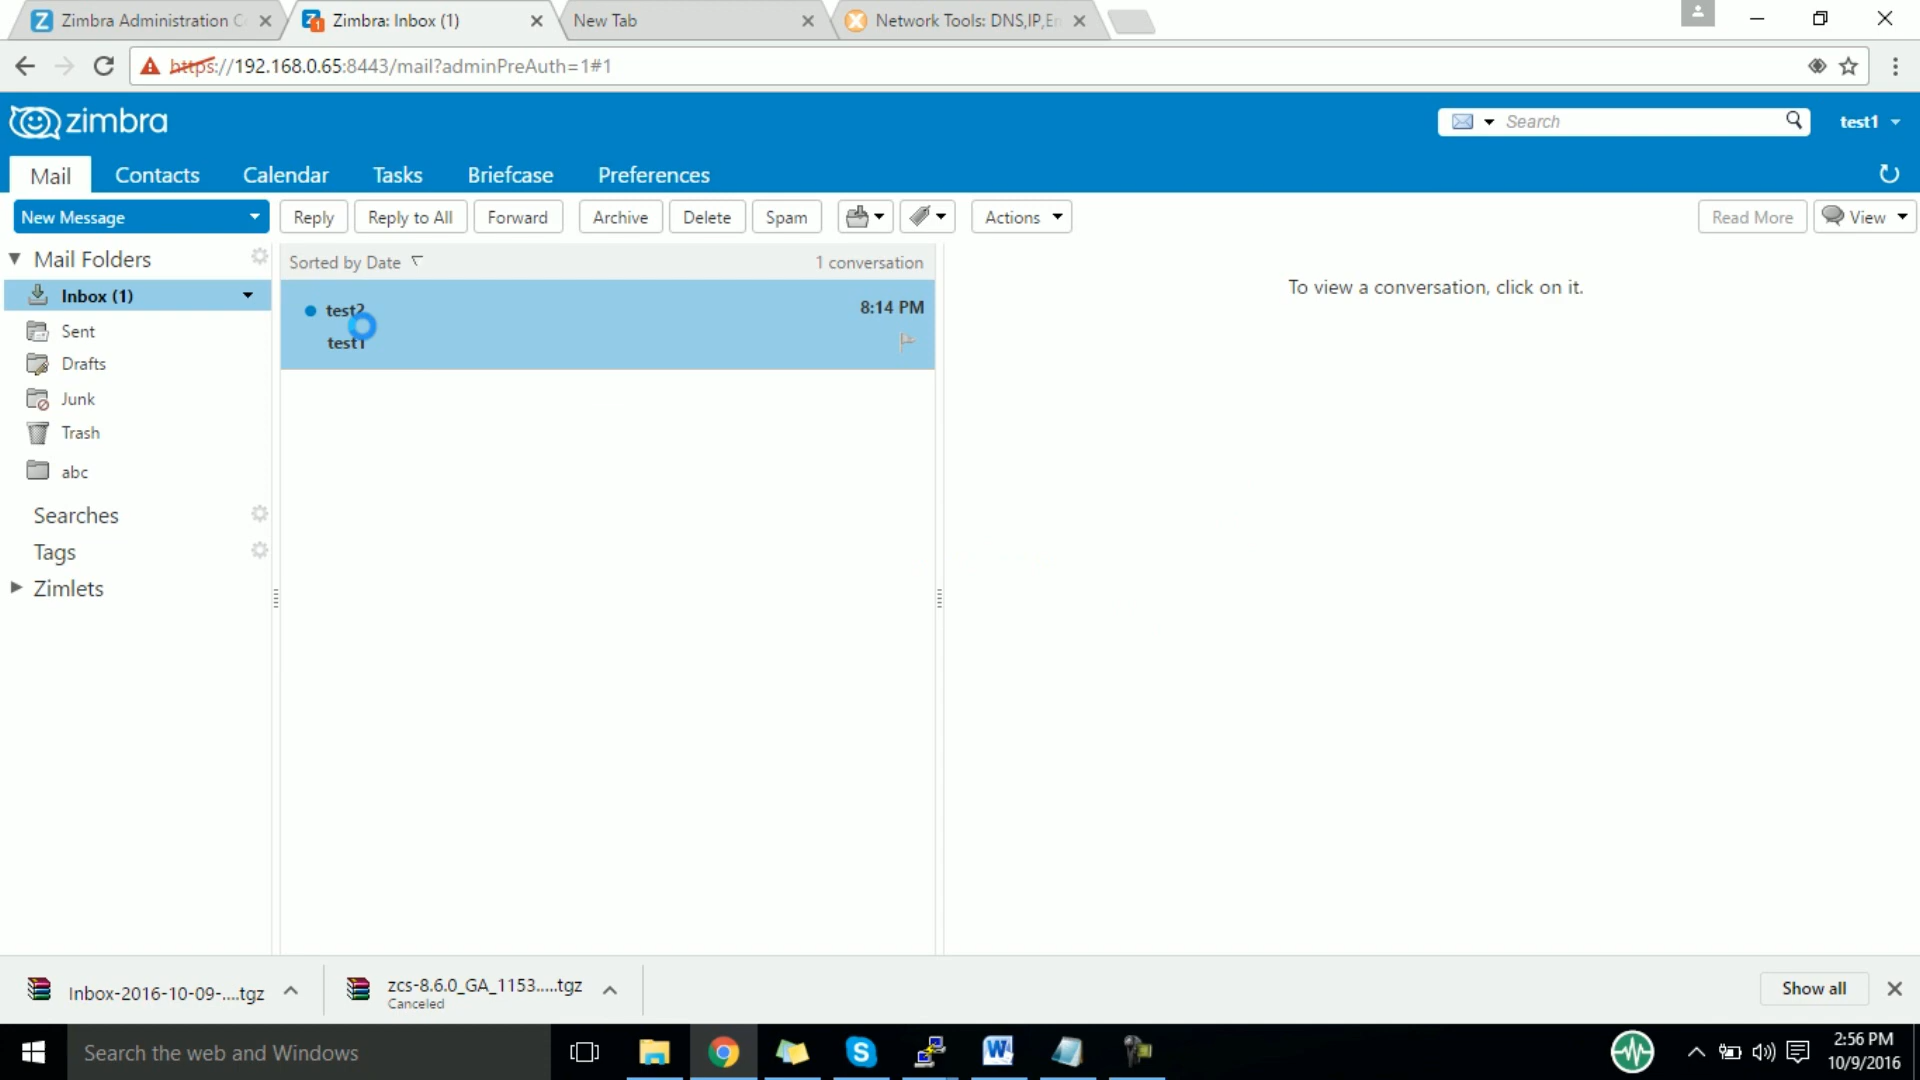 Zimbra Administration C
Zimbra: Inbox (1)
New Tab
Network Tools: DNS,IP,Em
https://192.168.0.65:8443/mail?adminPreAuth=1#1
zimbra
Search
test1
Mail
Contacts
Calendar
Tasks
Briefcase
Preferences
New Message
Reply
Reply to All
Forward
Archive
Delete
Spam
Actions
Read More
View
Mail Folders
Inbox (1)
Sent
Drafts
Junk
Trash
abc
Searches
Tags
Zimlets
Sorted by Date
1 conversation
test2
8:14 PM
test1
To view a conversation, click on it.
Inbox-2016-10-09-....tgz
zcs-8.6.0_GA_1153.....tgz
Canceled
Show all
Search the web and Windows
2:56 PM
10/9/2016